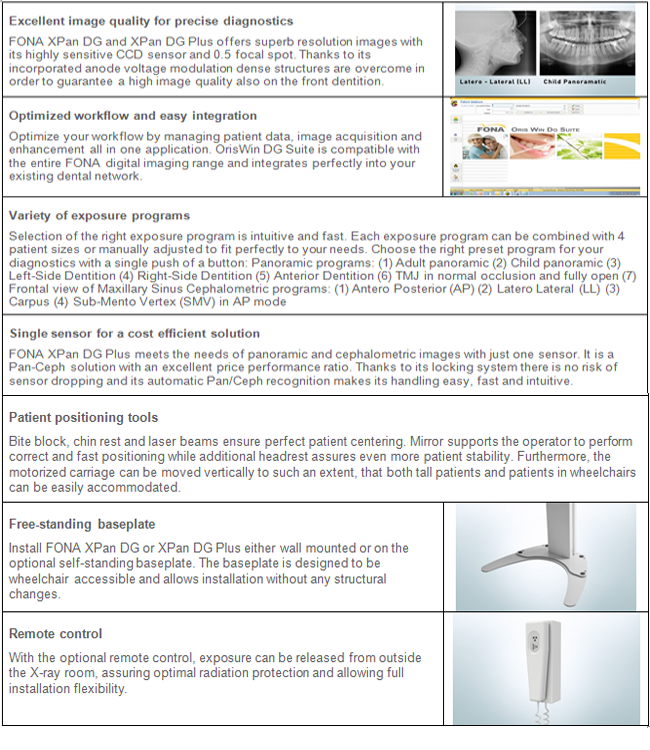 Excellent image quality for precise diagnostics
FONA XPan DG and XPan DG Plus offers superb resolution images with
its highly sensitive CCD sensor and 0.5 focal spot. Thanks to its
incorporated anode voltage modulation dense structures are overcome in
order to guarantee a high image quality also on the front dentition.
Latero - Lateral (LL) Child Panoramatic
Optimized workflow and easy integration
Optimize your workflow by managing patient data, image acquisition and
enhancement all in one application. OrisWin DG Suite is compatible with
the entire FONA digital imaging range and integrates perfectly into your
existing dental network.
FONA ORIS WIN DG SUITE
Variety of exposure programs
Selection of the right exposure program is intuitive and fast. Each exposure program can be combined with 4
patient sizes or manually adjusted to fit perfectly to your needs. Choose the right preset program for your
diagnostics with a single push of a button: Panoramic programs: (1) Adult panoramic (2) Child panoramic (3)
Left-Side Dentition (4) Right-Side Dentition (5) Anterior Dentition (6) TMJ in normal occlusion and fully open (7)
Frontal view of Maxillary Sinus Cephalometric programs: (1) Antero Posterior (AP) (2) Latero Lateral (LL) (3)
Carpus (4) Sub-Mento Vertex (SMV) in AP mode
Single sensor for a cost efficient solution
FONA XPan DG Plus meets the needs of panoramic and cephalometric images with just one sensor. It is a
Pan-Ceph solution with an excellent price performance ratio. Thanks to its locking system there is no risk of
sensor dropping and its automatic Pan/Ceph recognition makes its handling easy, fast and intuitive.
Patient positioning tools
Bite block, chin rest and laser beams ensure perfect patient centering. Mirror supports the operator to perform
correct and fast positioning while additional headrest assures even more patient stability. Furthermore, the
motorized carriage can be moved vertically to such an extent, that both tall patients and patients in wheelchairs
can be easily accommodated.
Free-standing baseplate
Install FONA XPan DG or XPan DG Plus either wall mounted or on the
optional self-standing baseplate. The baseplate is designed to be
wheelchair accessible and allows installation without any structural
changes.
Remote control
With the optional remote control, exposure can be released from outside
the X-ray room, assuring optimal radiation protection and allowing full
installation flexibility.